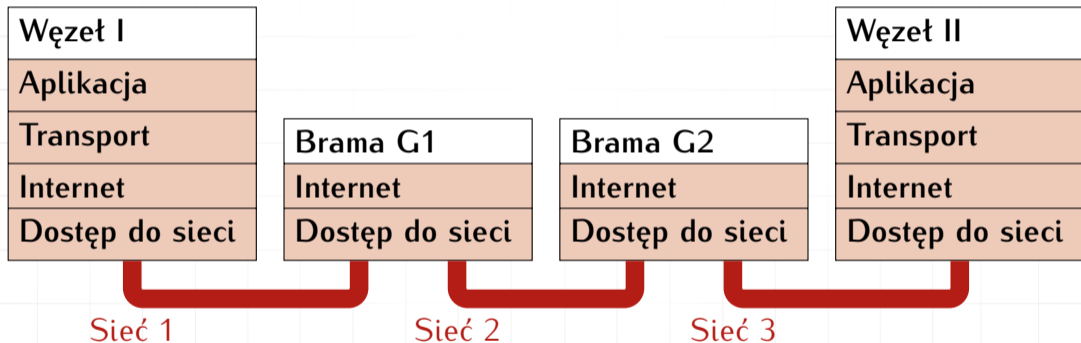 Węzeł I
Aplikacja
Transport
Internet
Dostęp do sieci
Brama G1
Internet
Dostęp do sieci
Brama G2
Internet
Dostęp do sieci
Węzeł II
Aplikacja
Transport
Internet
Dostęp do sieci
Sieć 1
Sieć 2
Sieć 3